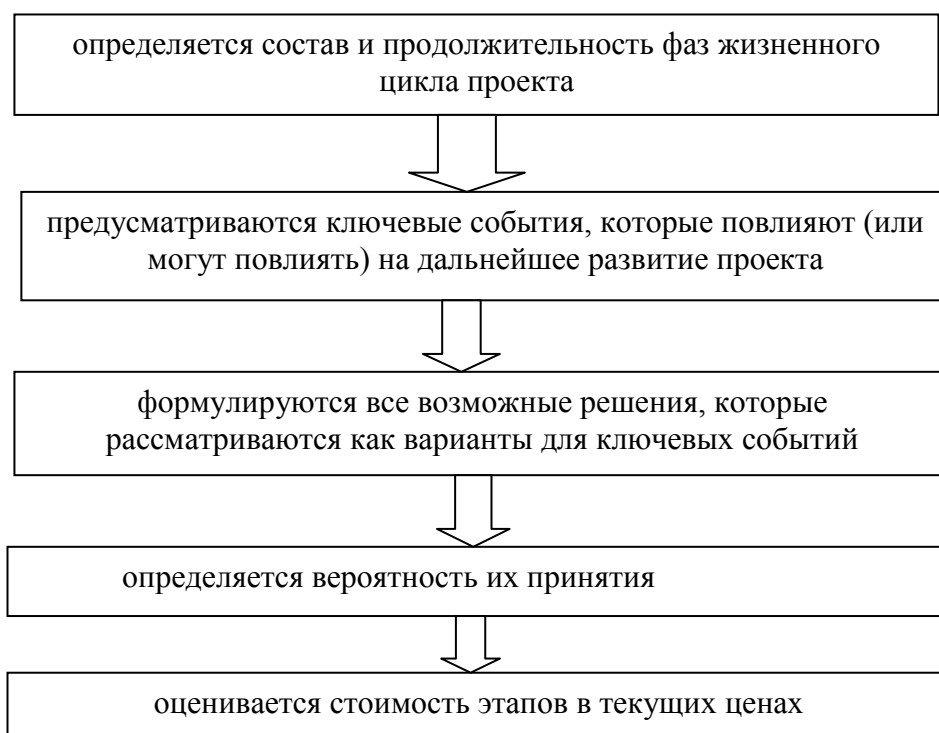 определяется состав и продолжительность фаз жизненного
цикла проекта
предусматриваются ключевые события, которые повлияют (или
могут повлиять) на дальнейшее развитие проекта
формулируются все возможные решения, которые
рассматриваются как варианты для ключевых событий
определяется вероятность их принятия
оценивается стоимость этапов в текущих ценах